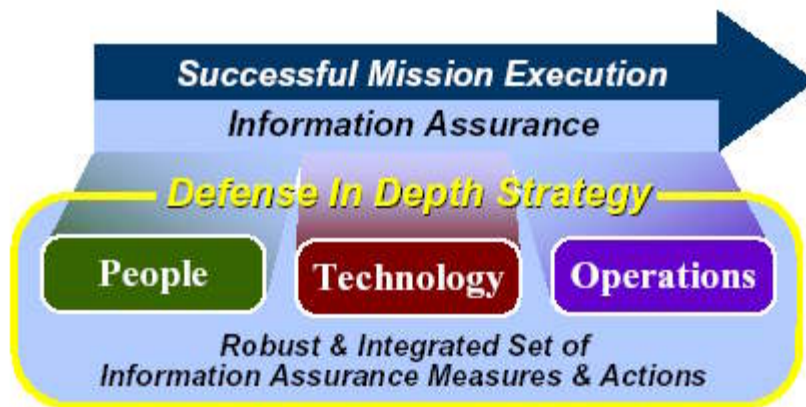 Successful Mission Execution
Information Assurance
Defense In Depth Strategy
People
Technology
Operations
Robust & Integrated Set of
Information Assurance Measures & Actions